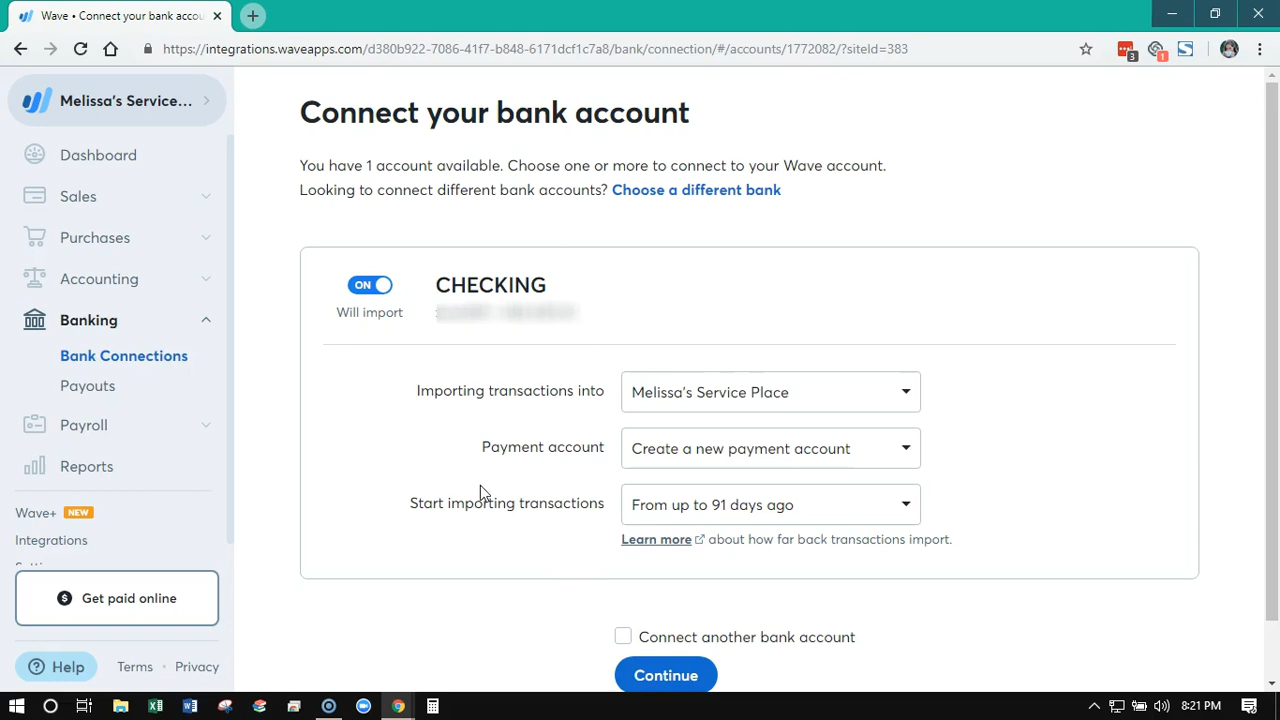 Wave • Connect your bank accou
https://integrations.waveapps.com/d380b922-7086-41f7-b848-6171dcf1c7a8/bank/connection/#/accounts/1772082/?siteId=383
3
1
Melissa's Service...
Dashboard
Sales
Purchases
Accounting
Banking
Bank Connections
Payouts
Payroll
Reports
Wave+ NEW
Integrations
Get paid online
Help
Terms
Privacy
Connect your bank account
You have 1 account available. Choose one or more to connect to your Wave account.
Looking to connect different bank accounts? Choose a different bank
ON
CHECKING
Will import
Importing transactions into
Melissa's Service Place
Payment account
Create a new payment account
Start importing transactions
From up to 91 days ago
Learn more about how far back transactions import.
Connect another bank account
Continue
8:21 PM